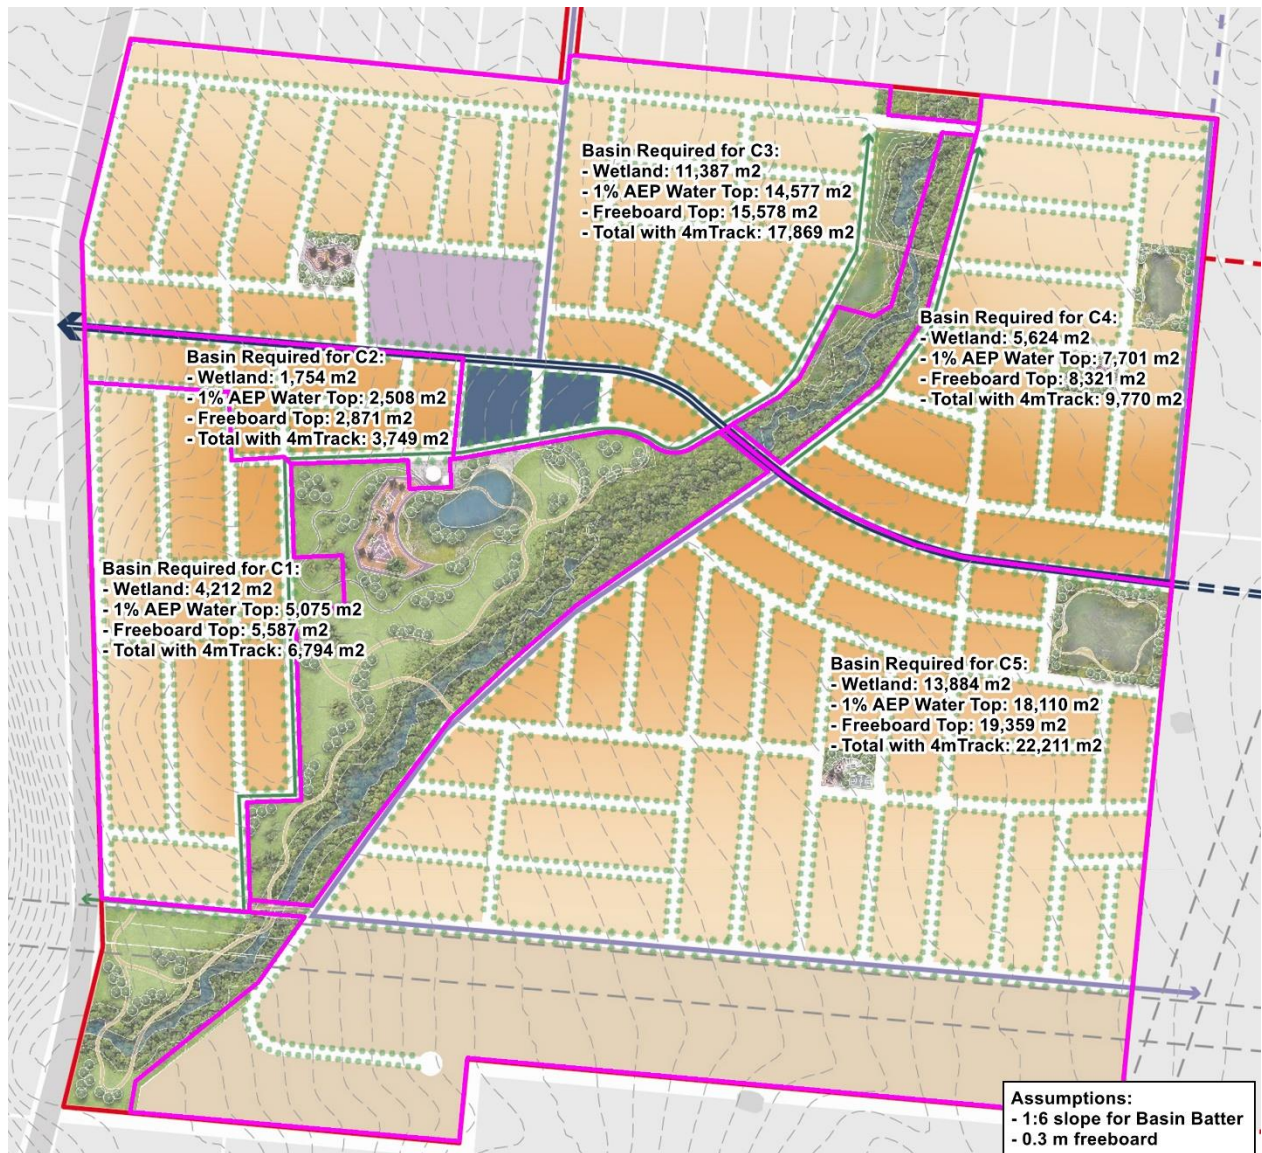 Basin Required for C3:
- Wetland: 11,387 m2
- 1% AEP Water Top: 14,577 m2
- Freeboard Top: 15,578 m2
- Total with 4mTrack: 17,869 m2
Basin Required for C4:
- Wetland: 5,624 m2
- 1% AEP Water Top: 7,701 m2
- Freeboard Top: 8,321 m2
- Total with 4mTrack: 9,770 m2
Basin Required for C2:
- Wetland: 1,754 m2
- 1% AEP Water Top: 2,508 m2
- Freeboard Top: 2,871 m2
- Total with 4mTrack: 3,749 m2
Basin Required for C1:
- Wetland: 4,212 m2
- 1% AEP Water Top: 5,075 m2
- Freeboard Top: 5,587 m2
- Total with 4mTrack: 6,794 m2
Basin Required for C5:
- Wetland: 13,884 m2
- 1% AEP Water Top: 18,110 m2
- Freeboard Top: 19,359 m2
- Total with 4mTrack: 22,211 m2
Assumptions:
- 1:6 slope for Basin Batter
- 0.3 m freeboard